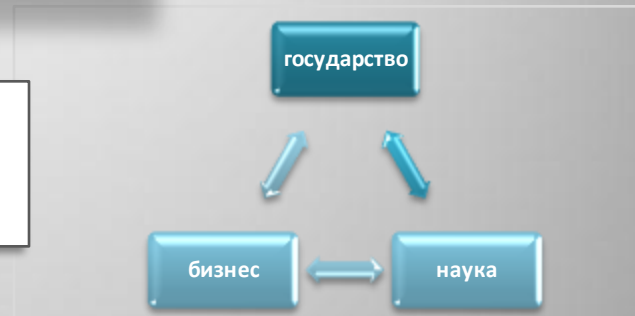 государство
бизнес
наука